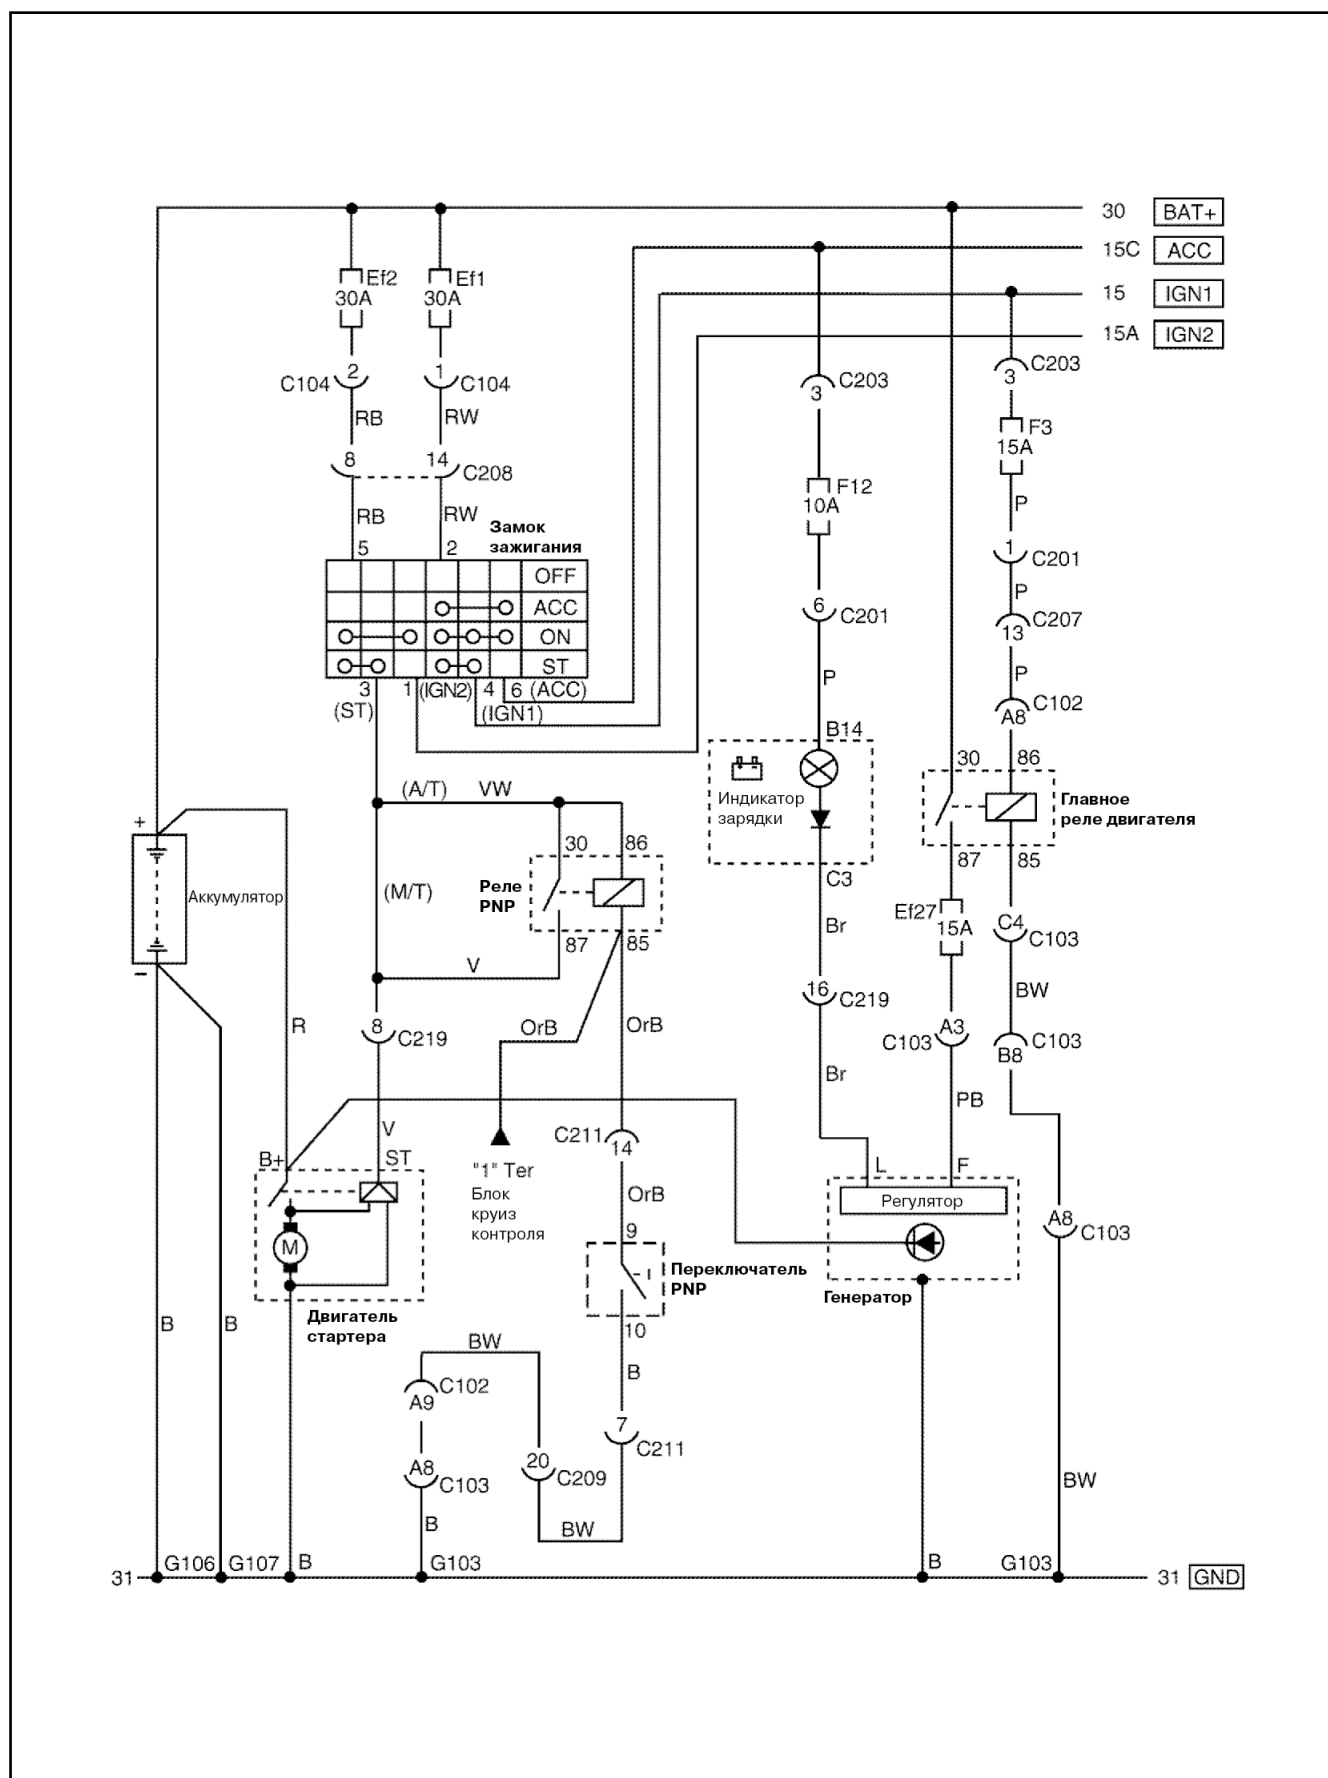 30 BAT+
15C ACC
15 IGN1
15A IGN2
Ef2
30A
Ef1
30A
C203
3
C203
3
2
C104
1
C104
F3
15A
RB
RW
8
14
C208
F12
10A
P
RB
RW
Замок
зажигания
5
2
1
C201
OFF
ACC
ON
ST
6
C201
P
C207
13
3
(ST)
1
(IGN2)
4
(IGN1)
6
(ACC)
P
P
C102
A8
B14
Индикатор
зарядки
30
86
Главное
реле двигателя
87
85
(A/T)
VW
30
86
+
Аккумулятор
–
(M/T)
Реле
PNP
87
85
C3
Br
Ef27
15A
C4
C103
V
16
C219
BW
R
8
C219
OrB
OrB
A3
C103
C103
B8
Br
PB
V
C211
14
B+
ST
"1" Ter
Блок
круиз
контроля
OrB
L
F
Регулятор
M
9
Переключатель
PNP
10
A8
C103
Генератор
Двигатель
стартера
B
B
BW
B
C102
A9
7
C211
A8
C103
20
C209
B
BW
BW
31
G106
G107
B
G103
B
G103
31 GND